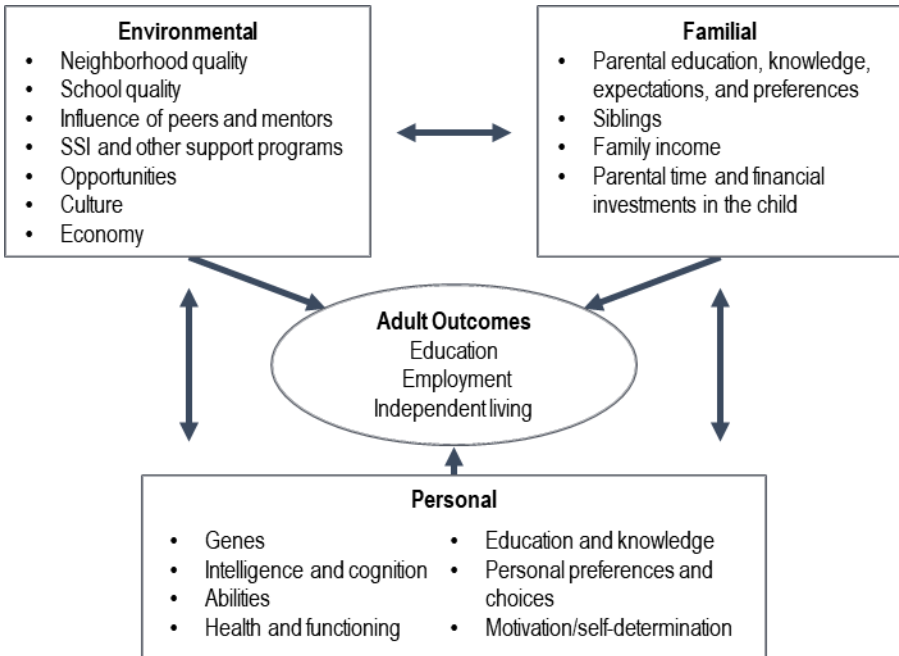 Environmental
• Neighborhood quality
• School quality
• Influence of peers and mentors
• SSI and other support programs
• Opportunities
• Culture
• Economy
Familial
• Parental education, knowledge,
expectations, and preferences
• Siblings
• Family income
• Parental time and financial
investments in the child
Adult Outcomes
Education
Employment
Independent living
Personal
• Genes
• Intelligence and cognition
• Abilities
• Health and functioning
• Education and knowledge
• Personal preferences and
choices
• Motivation/self-determination